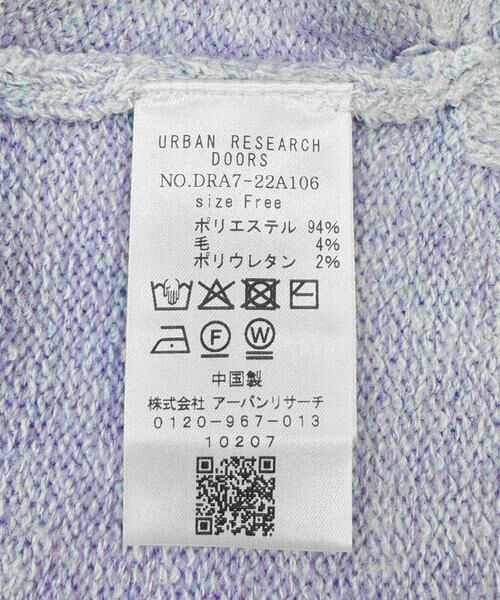 URBAN RESEARCH
DOORS
NO.DRA7-22A106
size Free
ポリエステル 94%
毛 4%
ポリウレタン 2%
F W
中国製
株式会社 アーバンリサーチ
0120-967-013
10207